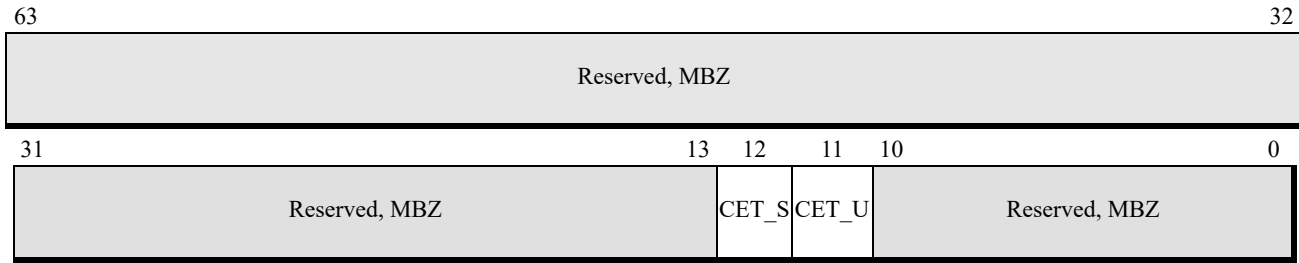 63 32
Reserved, MBZ
31 13 12 11 10 0
Reserved, MBZ CET_S CET_U Reserved, MBZ